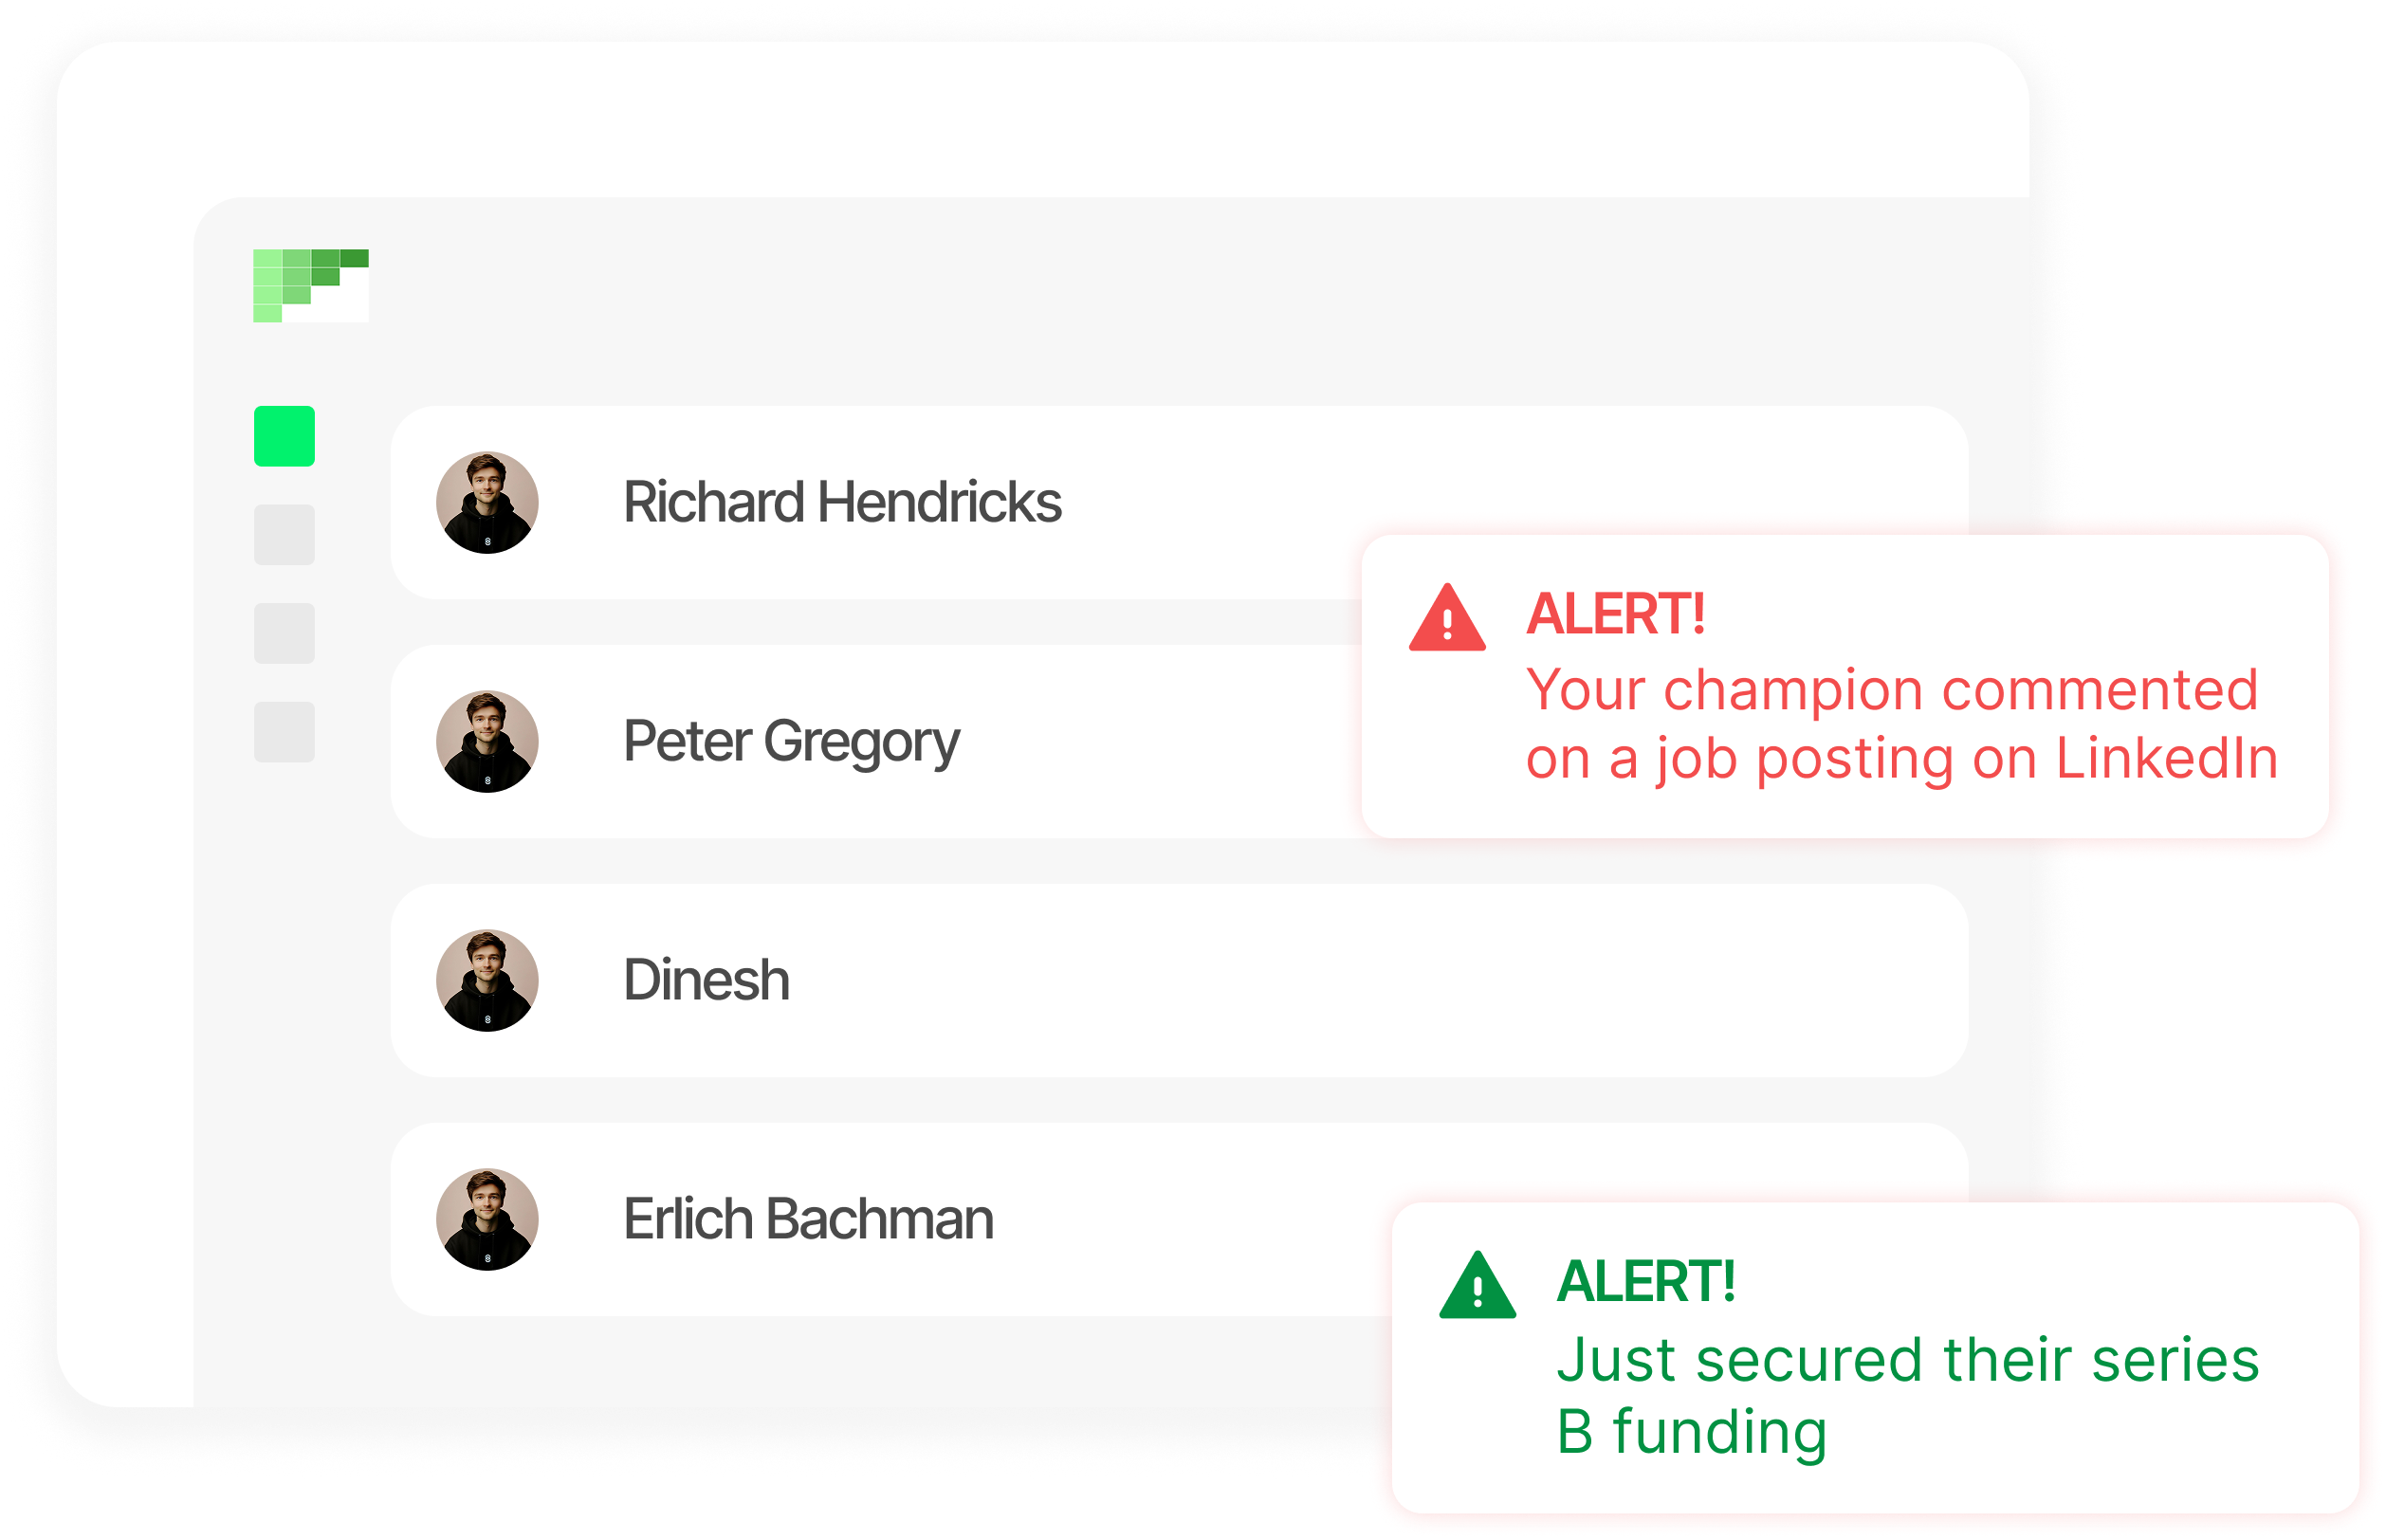 Richard Hendricks
ALERT!
Your champion commented
on a job posting on LinkedIn
Peter Gregory
Dinesh
Erlich Bachman
ALERT!
Just secured their series
B funding